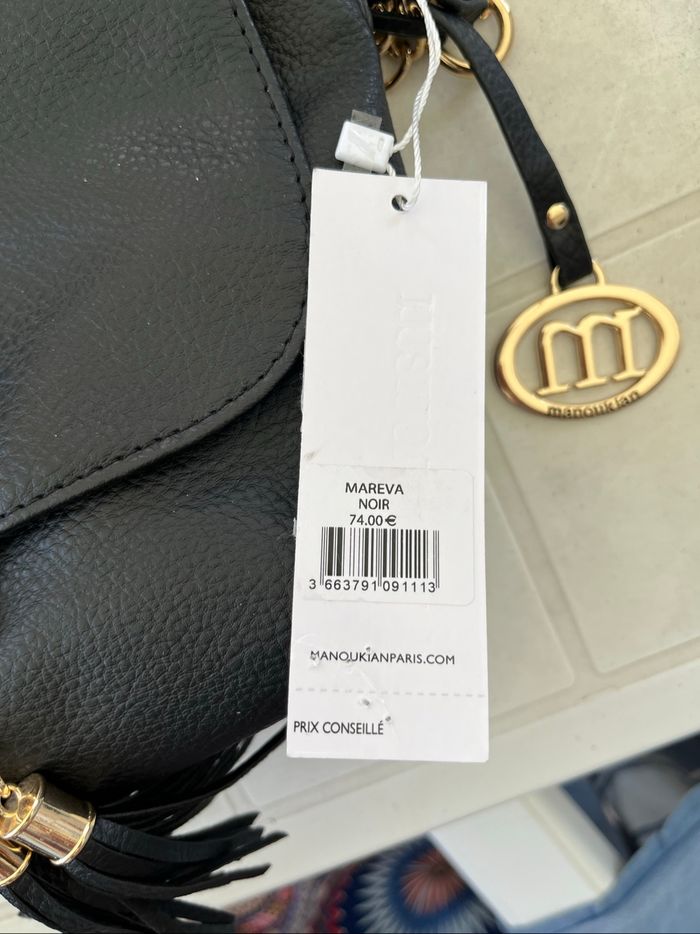 m
manoukian
MAREVA
NOIR
74.00€
3 663791 091113
MANOUKIANPARIS.COM
PRIX CONSEILLÉ